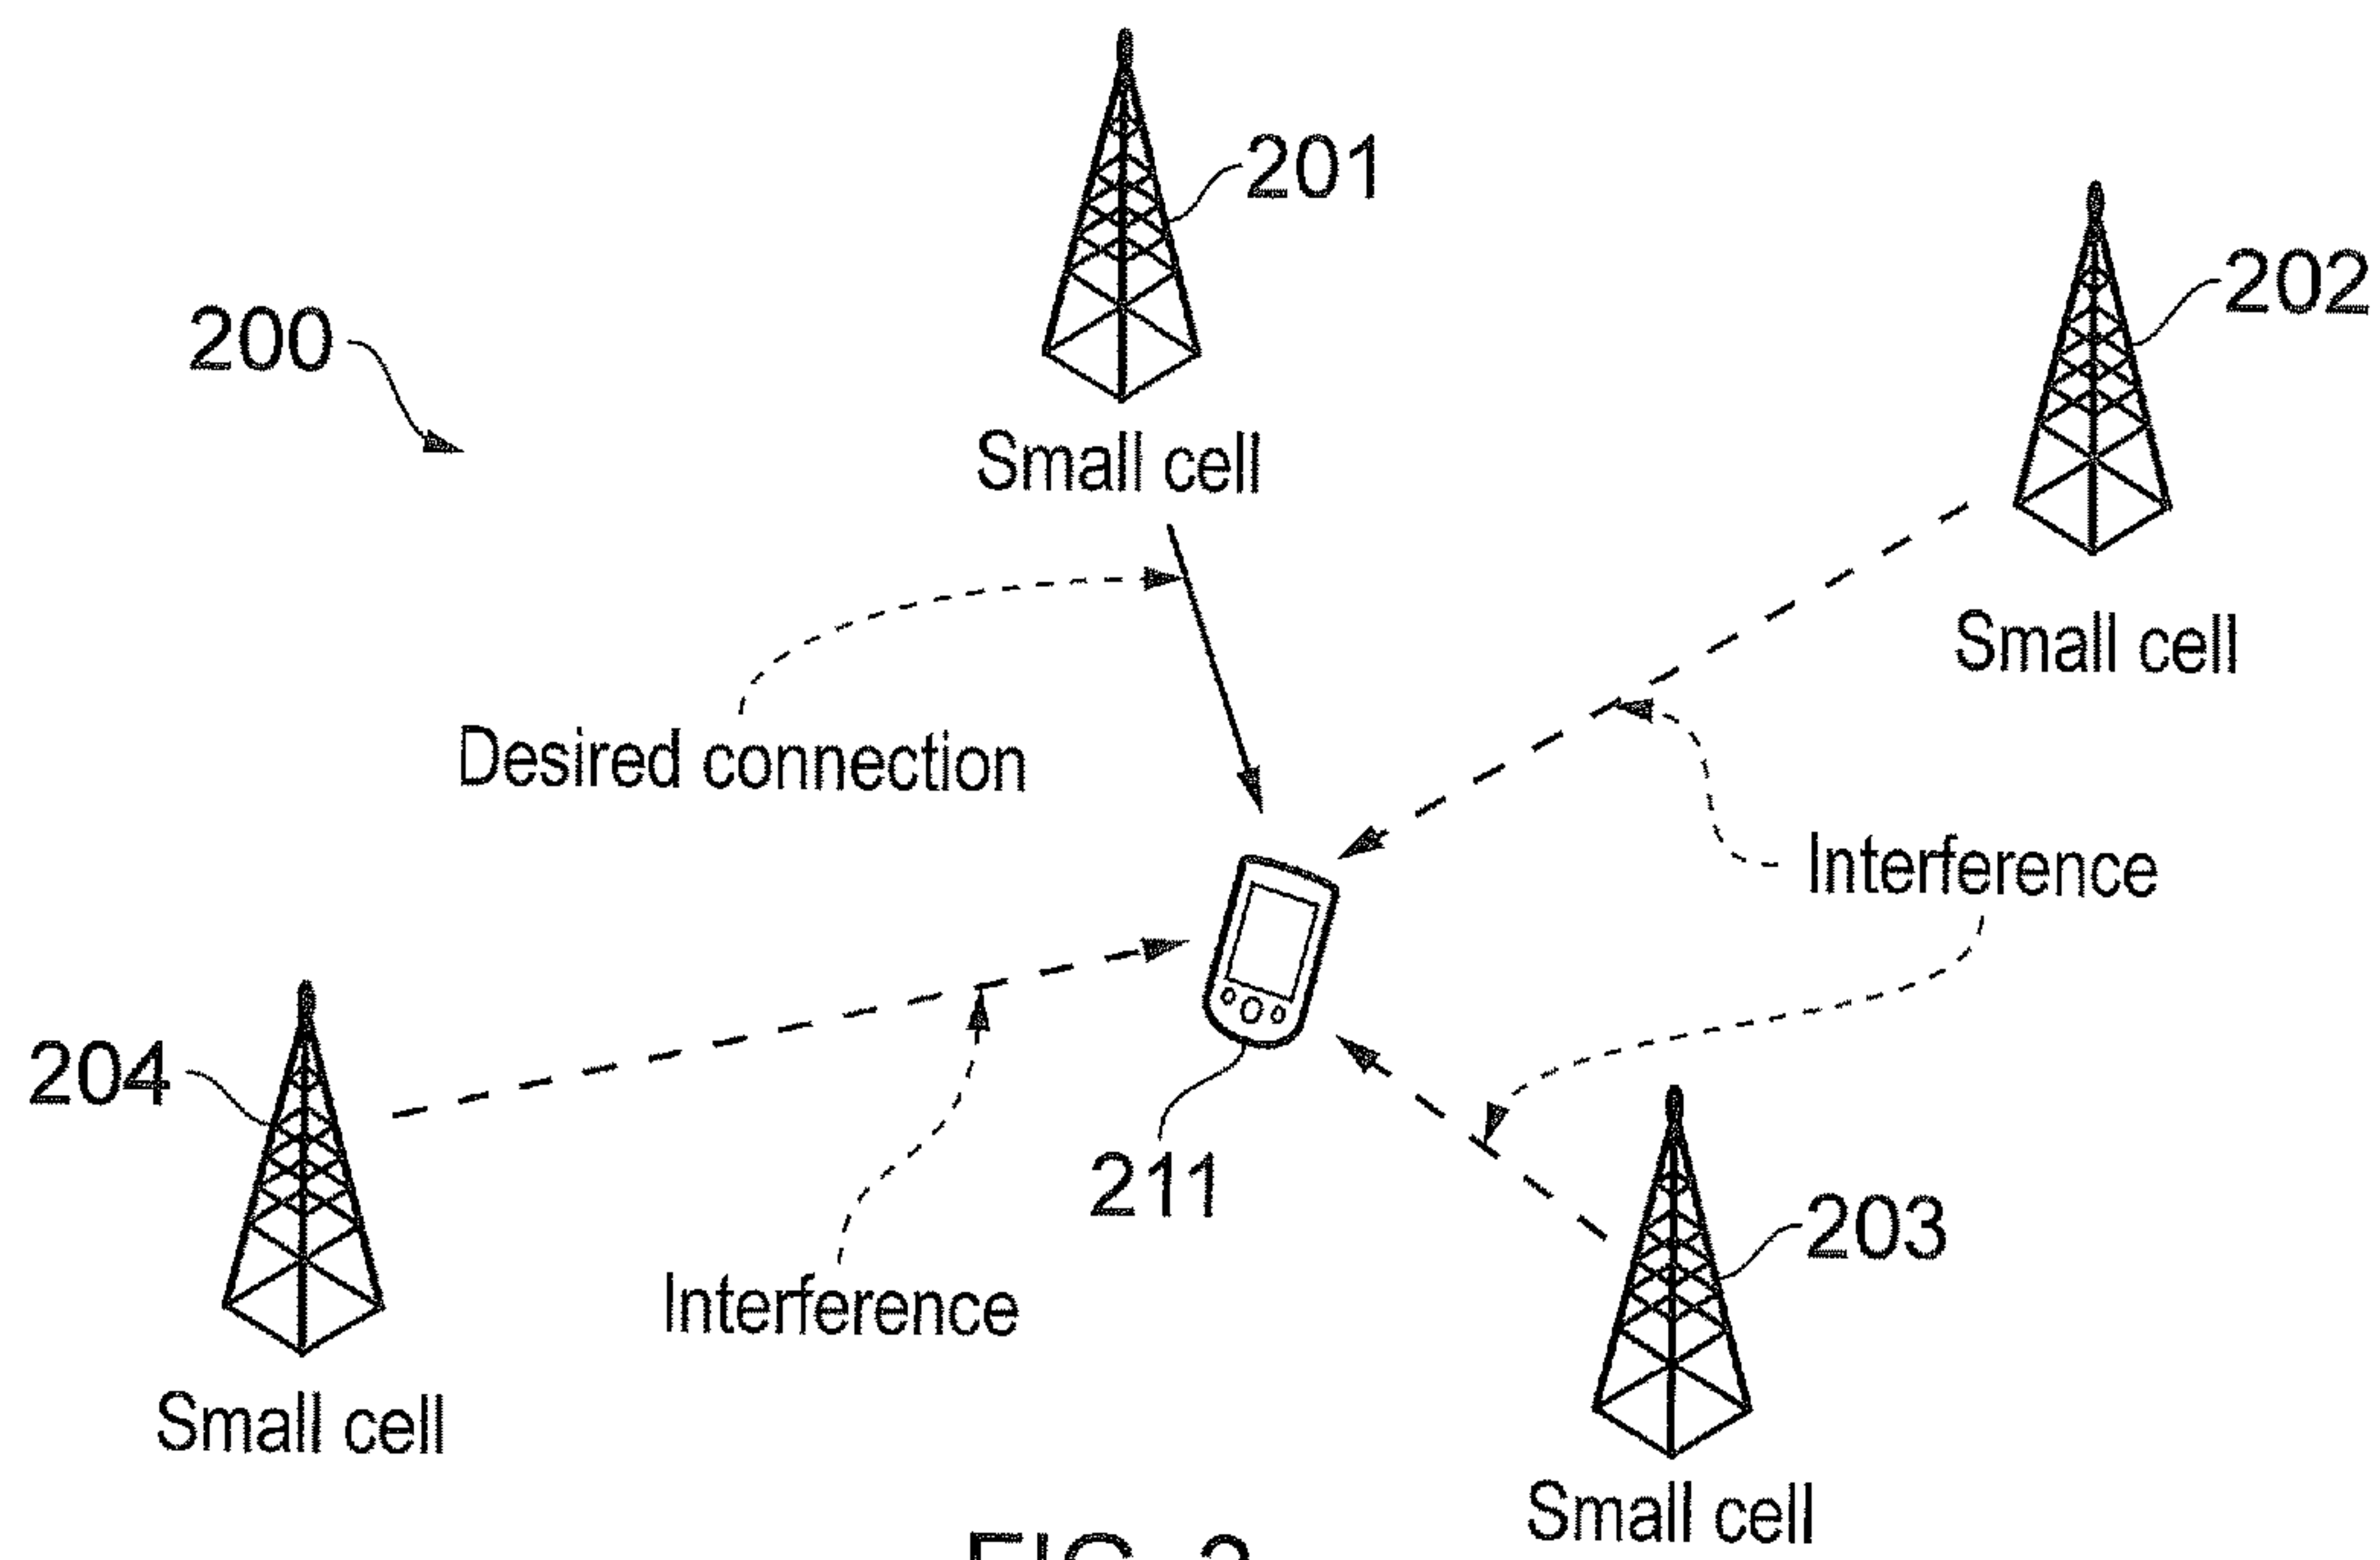 201
202
200
Small cell
Small cell
Desired connection
Interference
204
211
203
Interference
Small cell
Small cell